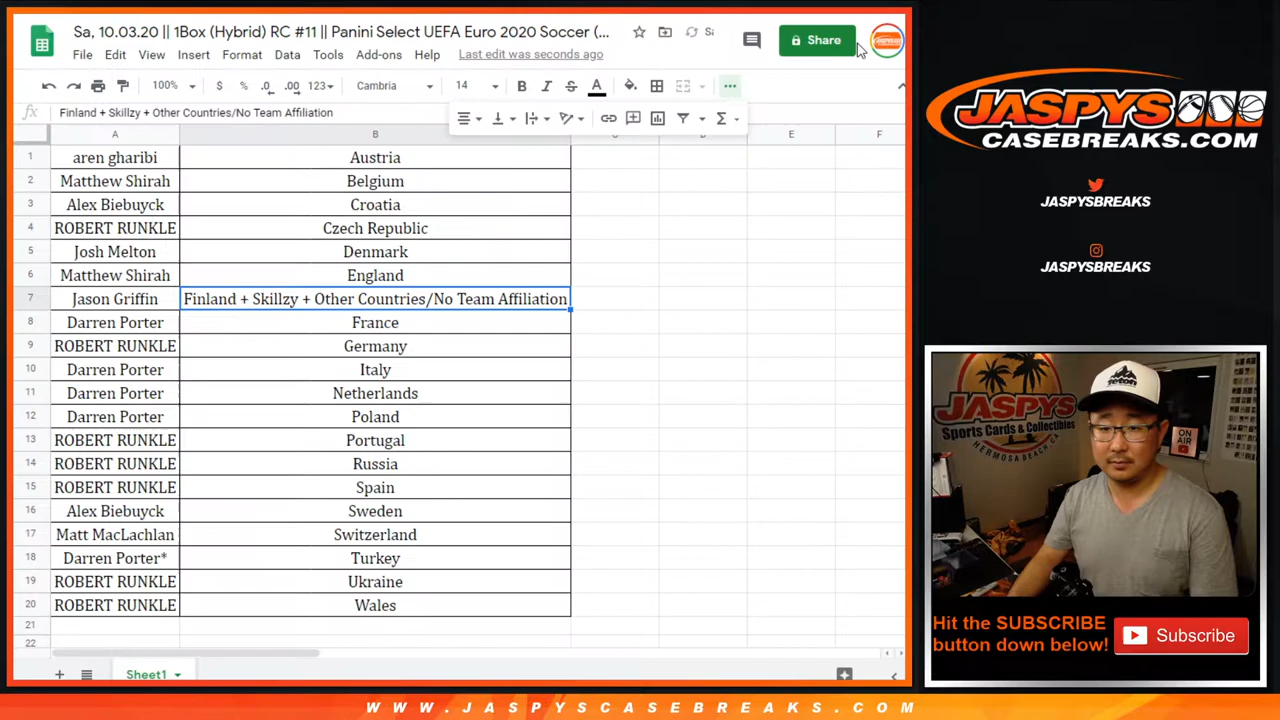 Sa, 10.03.20 || 1Box (Hybrid) RC #11 || Panini Select UEFA Euro 2020 Soccer (...
File Edit View Insert Format Data Tools Add-ons Help Last edit was seconds ago
Share
100% $ % .0 .00 123 Cambria 14 B I S A
fx Finland + Skillzy + Other Countries/No Team Affiliation
A B E F
1 aren gharibi Austria
2 Matthew Shirah Belgium
3 Alex Biebuyck Croatia
4 ROBERT RUNKLE Czech Republic
5 Josh Melton Denmark
6 Matthew Shirah England
7 Jason Griffin Finland + Skillzy + Other Countries/No Team Affiliation
8 Darren Porter France
9 ROBERT RUNKLE Germany
10 Darren Porter Italy
11 Darren Porter Netherlands
12 Darren Porter Poland
13 ROBERT RUNKLE Portugal
14 ROBERT RUNKLE Russia
15 ROBERT RUNKLE Spain
16 Alex Biebuyck Sweden
17 Matt MacLachlan Switzerland
18 Darren Porter* Turkey
19 ROBERT RUNKLE Ukraine
20 ROBERT RUNKLE Wales
21
22
Sheet1
JASPYS
CASEBREAKS.COM
JASPYSBREAKS
JASPYSBREAKS
JASPYS
Sports Cards & Collectibles
HERMOSA BEACH, CA
teton
ON
AIR
Hit the SUBSCRIBE
button down below!
Subscribe
WWW.JASPYSCASEBREAKS.COM